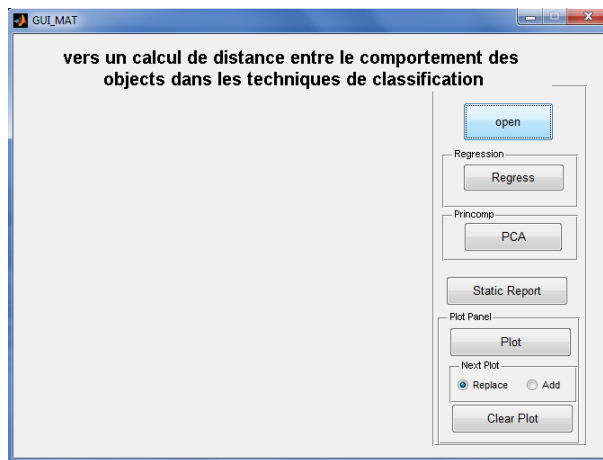 GUI_MAT
vers un calcul de distance entre le comportement des
objects dans les techniques de classification
open
Regression
Regress
Princomp
PCA
Static Report
Plot Panel
Plot
Next Plot
Replace Add
Clear Plot